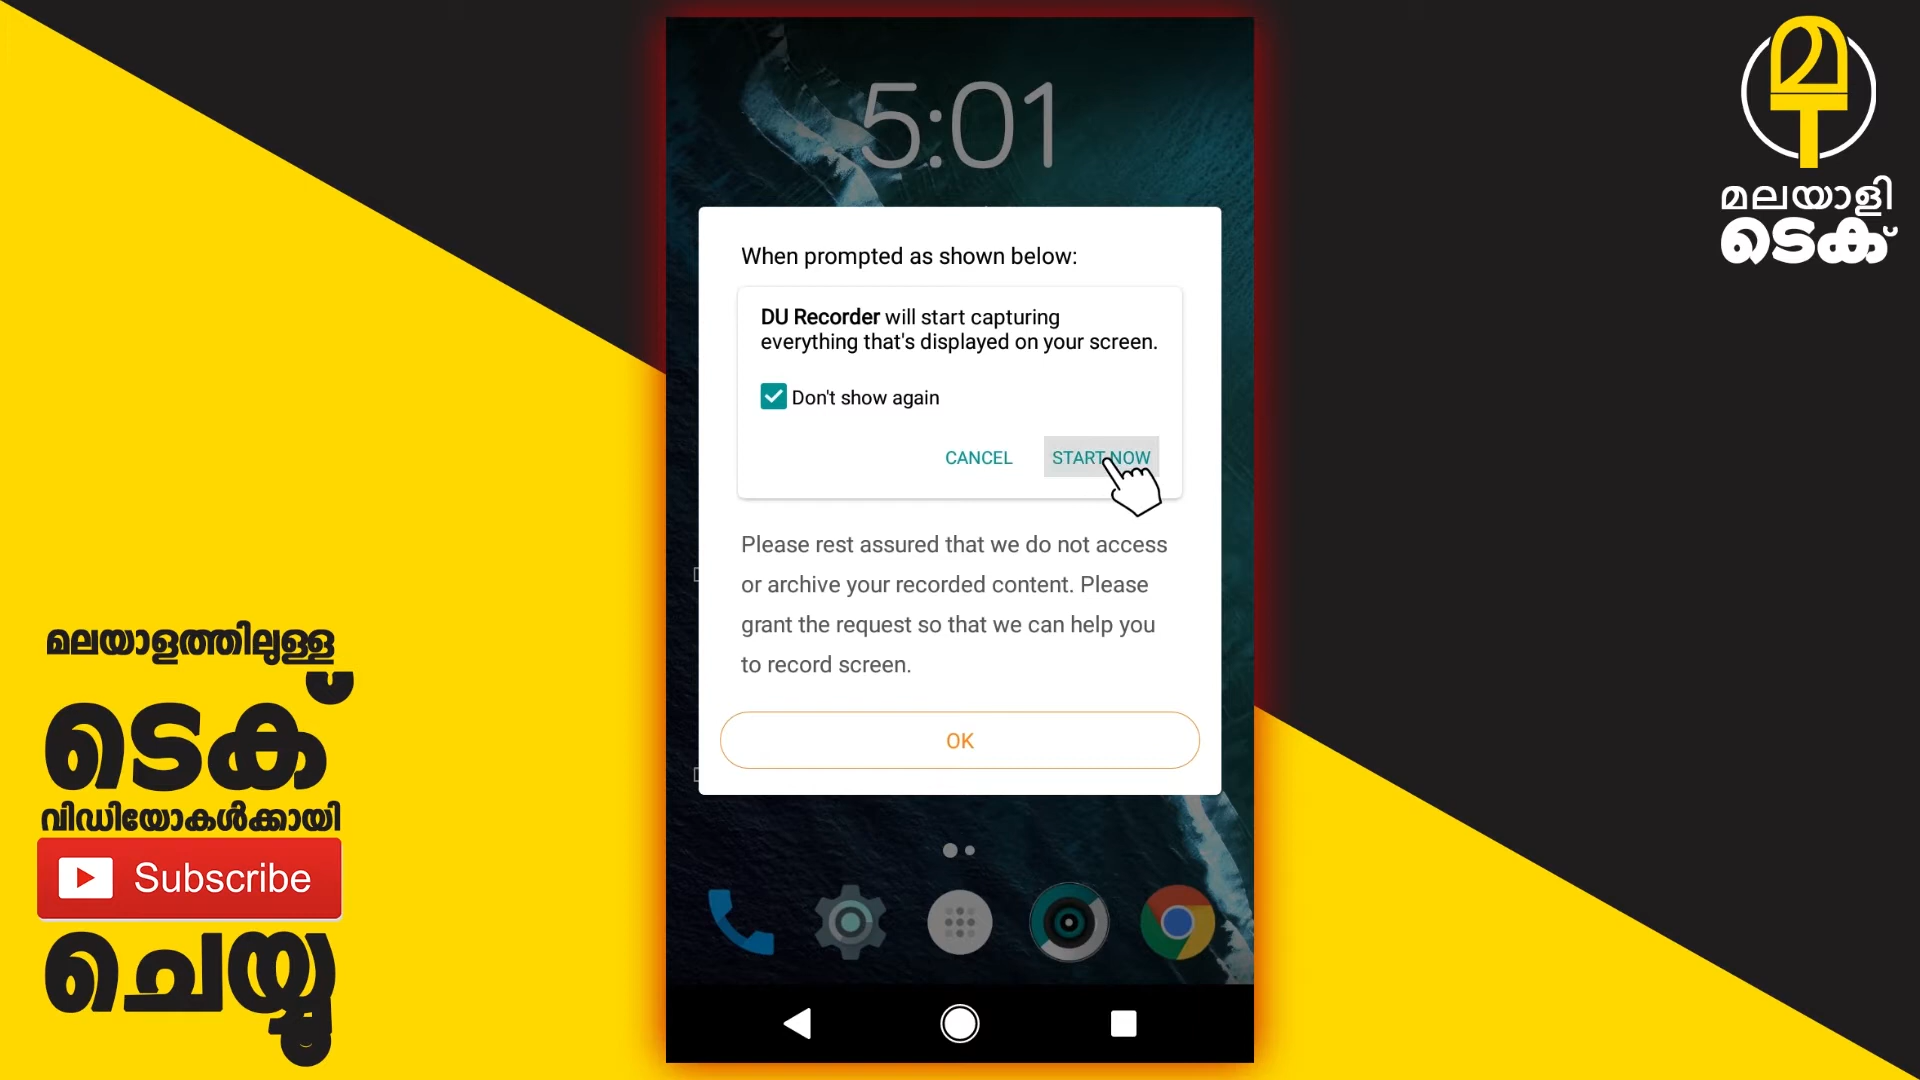 5:01
When prompted as shown below:
DU Recorder will start capturing
everything that's displayed on your screen.
Don't show again
CANCEL
START NOW
Please rest assured that we do not access
or archive your recorded content. Please
grant the request so that we can help you
to record screen.
OK
മലയാളി
ടെക്
മലയാളത്തിലുള്ള
ടെക്
വിഡിയോകൾക്കായി
Subscribe
ചെയ്യൂ